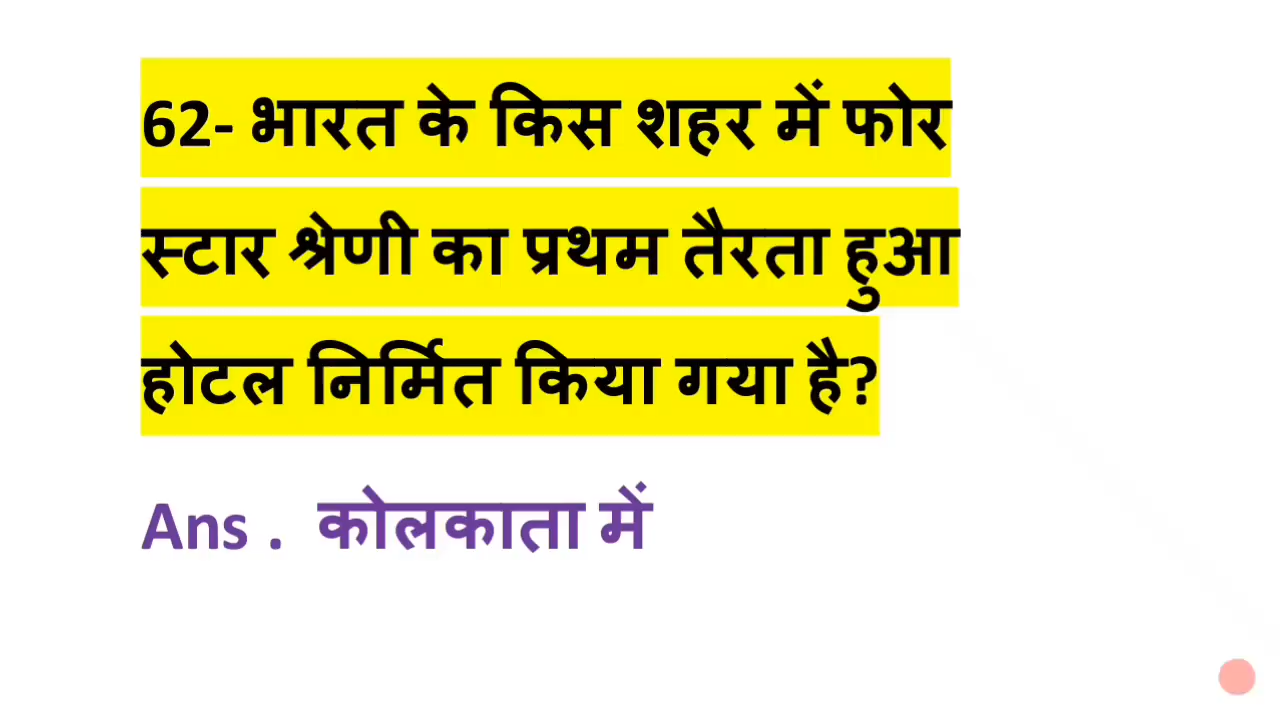 62- भारत के किस शहर में फोर
स्टार श्रेणी का प्रथम तैरता हुआ
होटल निर्मित किया गया है?
Ans . कोलकाता में